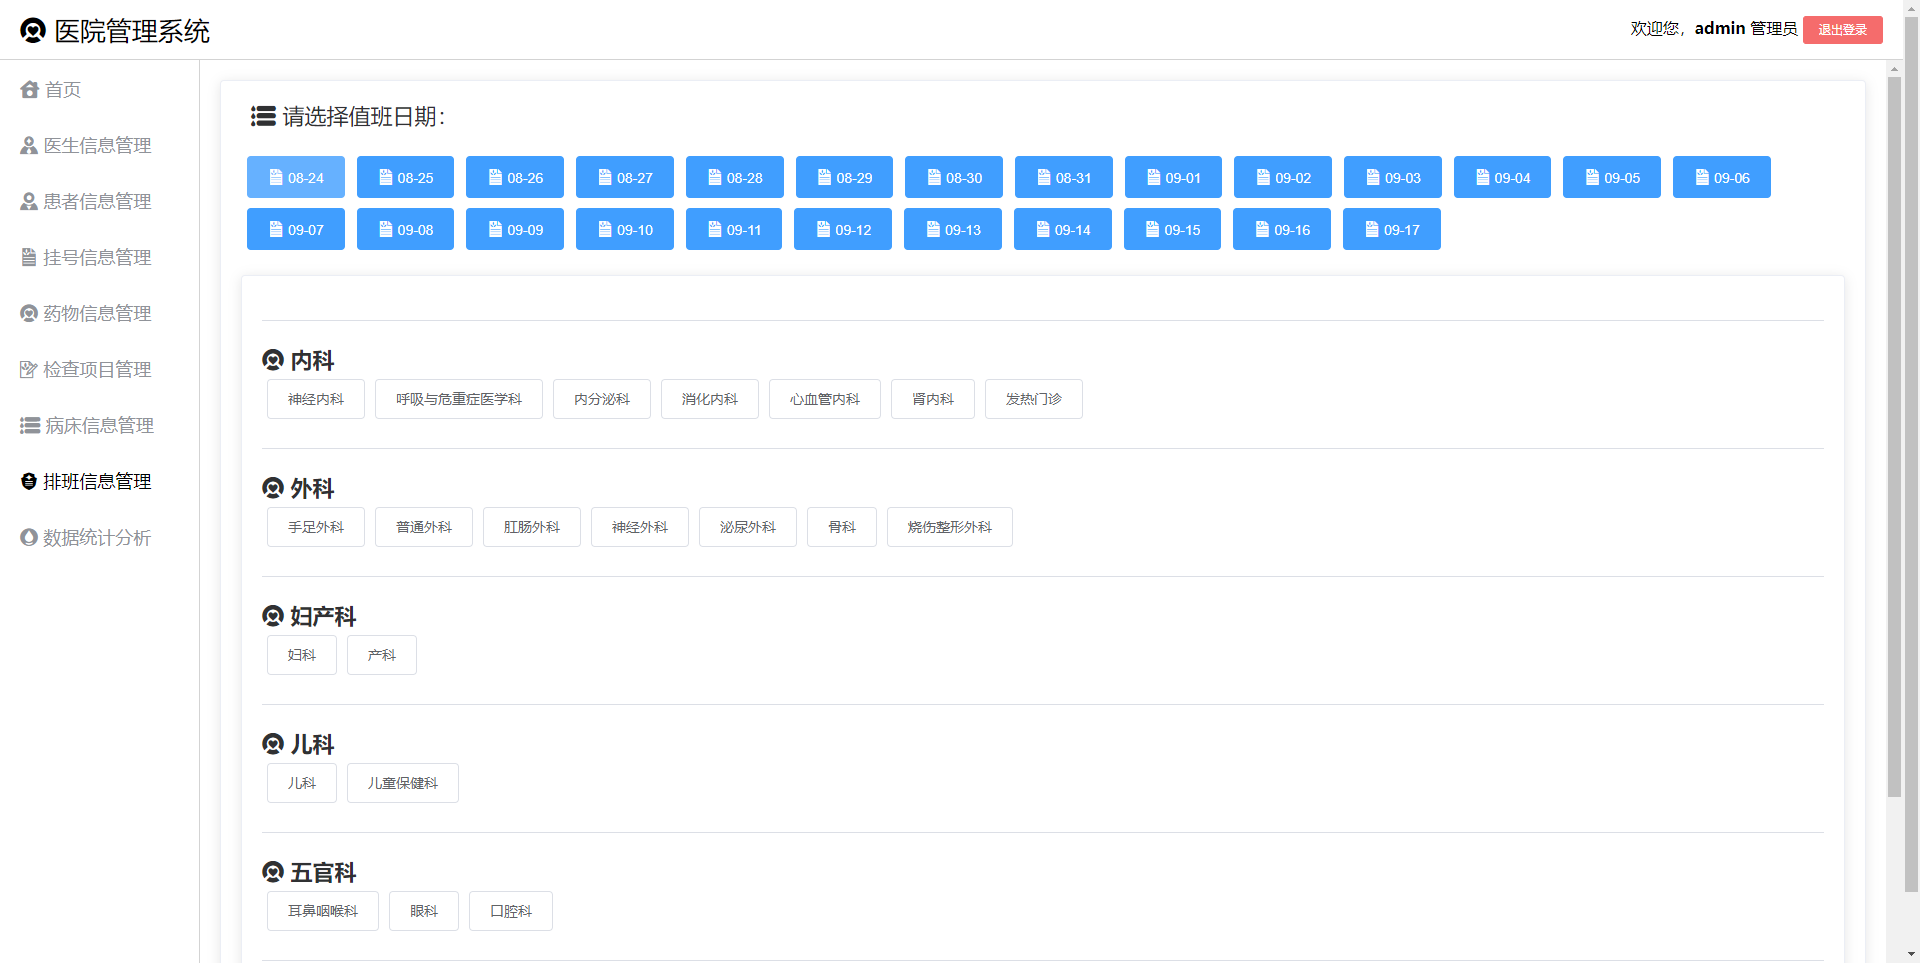 医院管理系统
欢迎您，admin 管理员 退出登录
首页
医生信息管理
患者信息管理
挂号信息管理
药物信息管理
检查项目管理
病床信息管理
排班信息管理
数据统计分析
请选择值班日期：
08-24 08-25 08-26 08-27 08-28 08-29 08-30 08-31 09-01 09-02 09-03 09-04 09-05 09-06
09-07 09-08 09-09 09-10 09-11 09-12 09-13 09-14 09-15 09-16 09-17
内科
神经内科 呼吸与危重症医学科 内分泌科 消化内科 心血管内科 肾内科 发热门诊
外科
手足外科 普通外科 肛肠外科 神经外科 泌尿外科 骨科 烧伤整形外科
妇产科
妇科 产科
儿科
儿科 儿童保健科
五官科
耳鼻咽喉科 眼科 口腔科